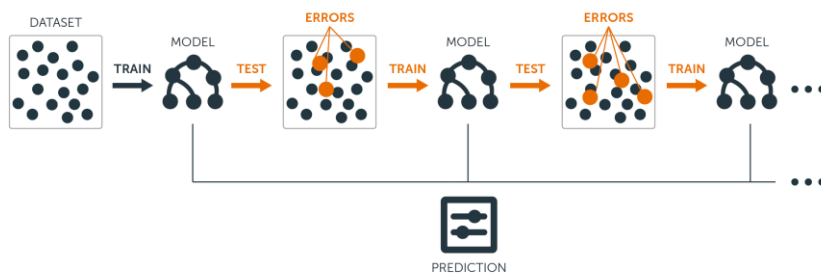 DATASET
TRAIN
MODEL
TEST
ERRORS
TRAIN
MODEL
TEST
ERRORS
TRAIN
MODEL
PREDICTION